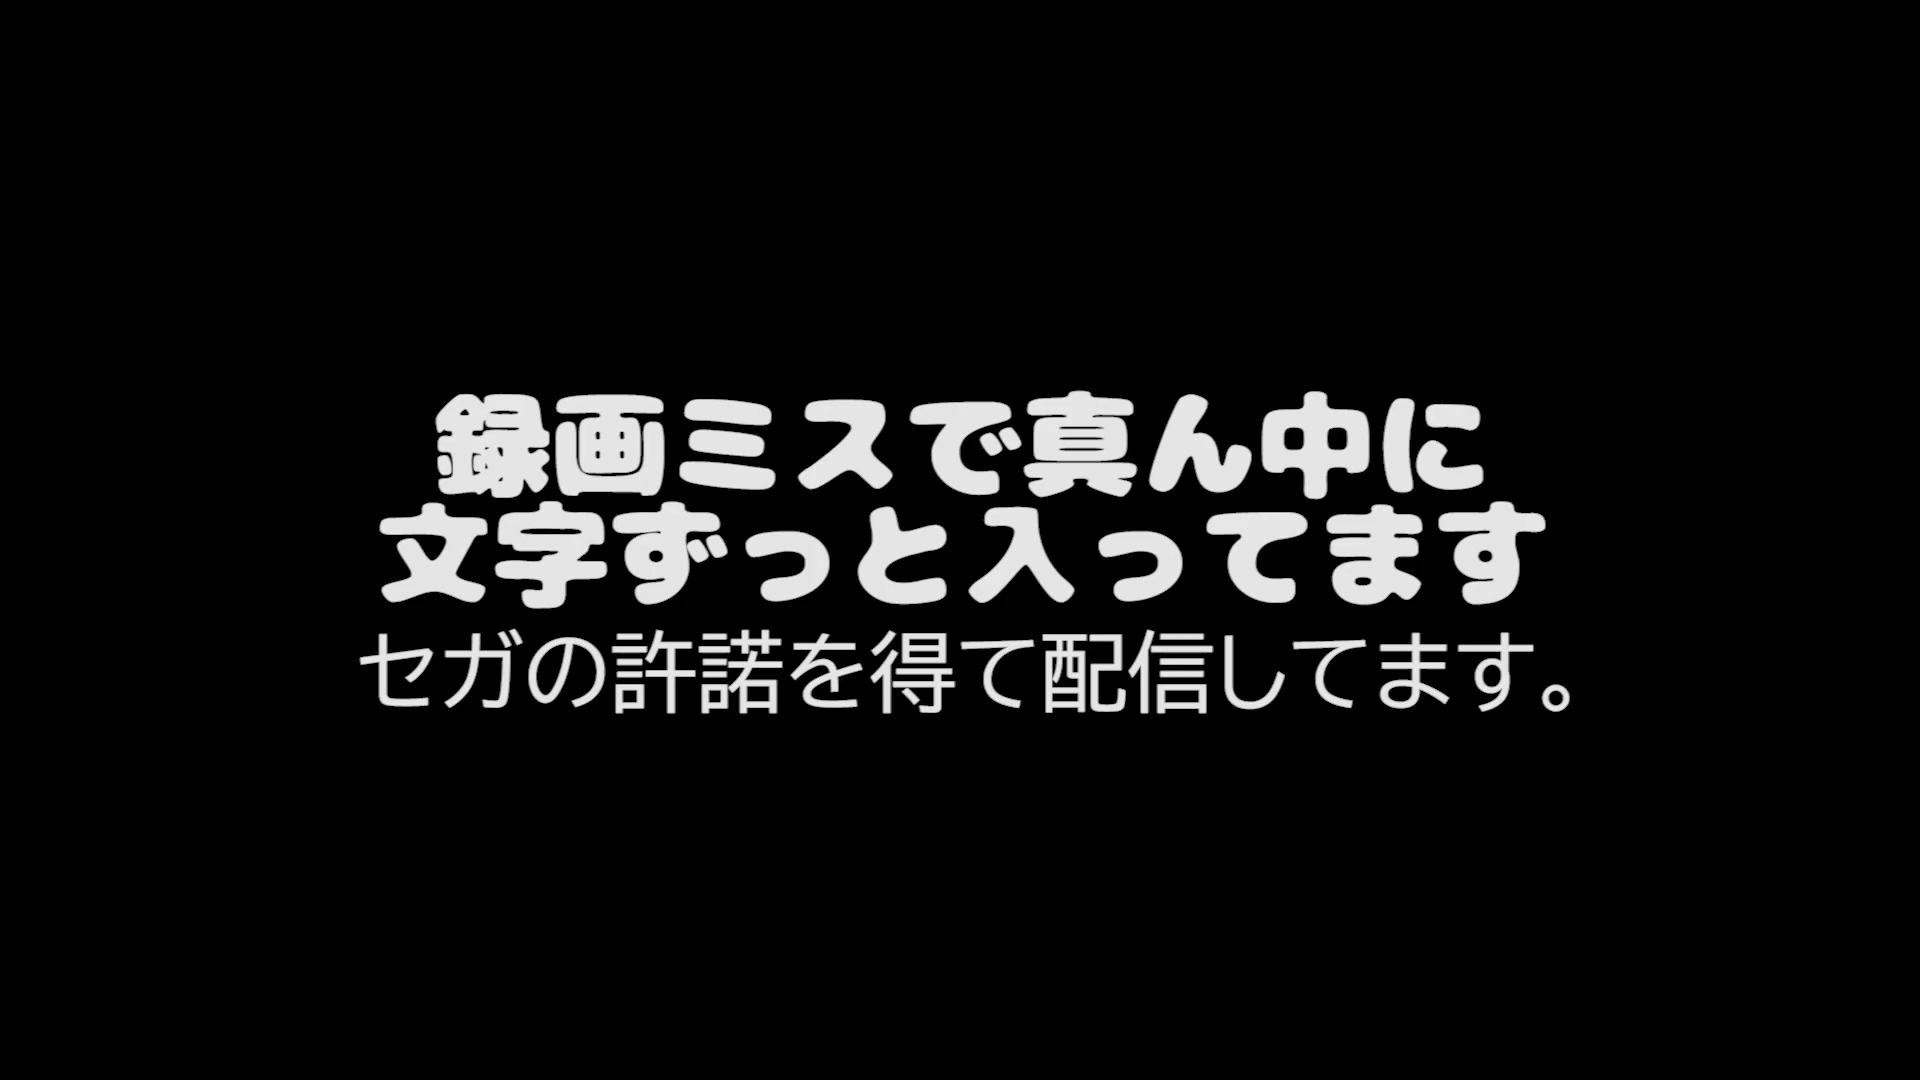 録画ミスで真ん中に
文字ずっと入ってます
セガの許諾を得て配信してます。